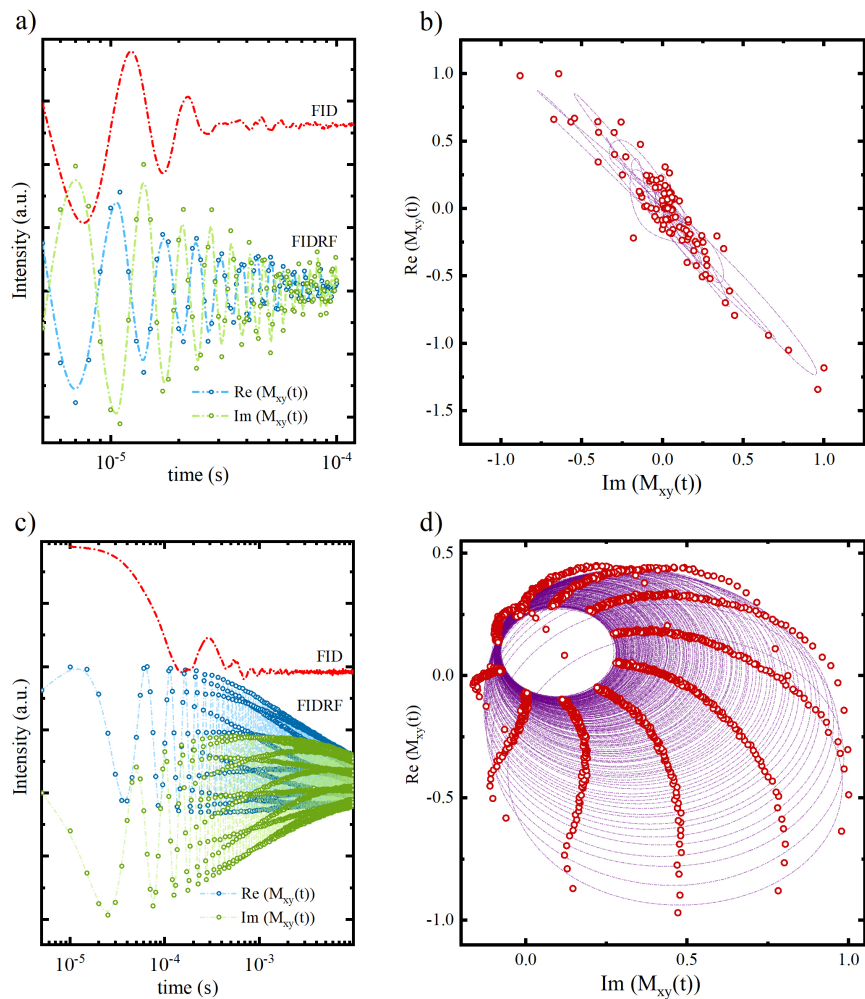 a)
FID
FIDRF
Intensity (a.u.)
Re (Mxy(t))
Im (Mxy(t))
10-5
10-4
time (s)
b)
1.0
0.5
0.0
-0.5
-1.0
-1.5
Re (Mxy(t))
-1.0
-0.5
0.0
0.5
1.0
Im (Mxy(t))
c)
FID
FIDRF
Intensity (a.u.)
Re (Mxy(t))
Im (Mxy(t))
10-5
10-4
10-3
time (s)
d)
0.5
0.0
-0.5
-1.0
Re (Mxy(t))
0.0
0.5
1.0
Im (Mxy(t))